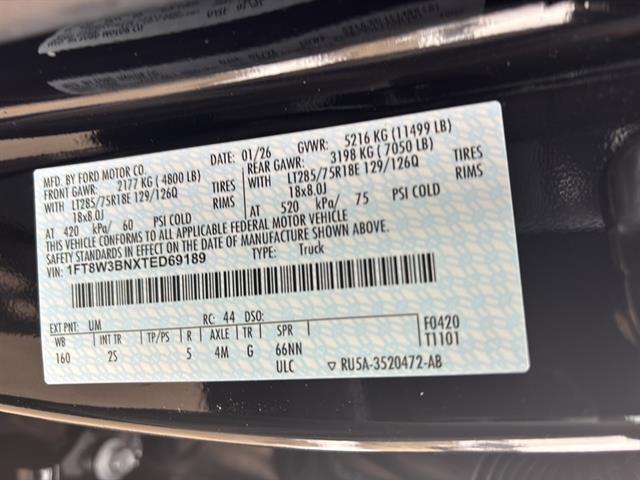 MFD. BY FORD MOTOR CO.
DATE: 01/26 GVWR: 5216 KG (11499 LB)
FRONT GAWR: 2177 KG (4800 LB)
REAR GAWR: 3198 KG (7050 LB)
WITH LT285/75R18E 129/126Q TIRES
WITH LT285/75R18E 129/126Q TIRES
18x8.0J RIMS
18x8.0J RIMS
AT 420 kPa/ 60 PSI COLD
AT 520 kPa/ 75 PSI COLD
THIS VEHICLE CONFORMS TO ALL APPLICABLE FEDERAL MOTOR VEHICLE
SAFETY STANDARDS IN EFFECT ON THE DATE OF MANUFACTURE SHOWN ABOVE.
VIN: 1FT8W3BNXTED69189
TYPE: Truck
EXT PNT: UM RC: 44 DSO:
WB INT TR TP/PS R AXLE TR SPR
160 2S 5 4M G 66NN
ULC
F0420
T1101
▽ RU5A-3520472-AB